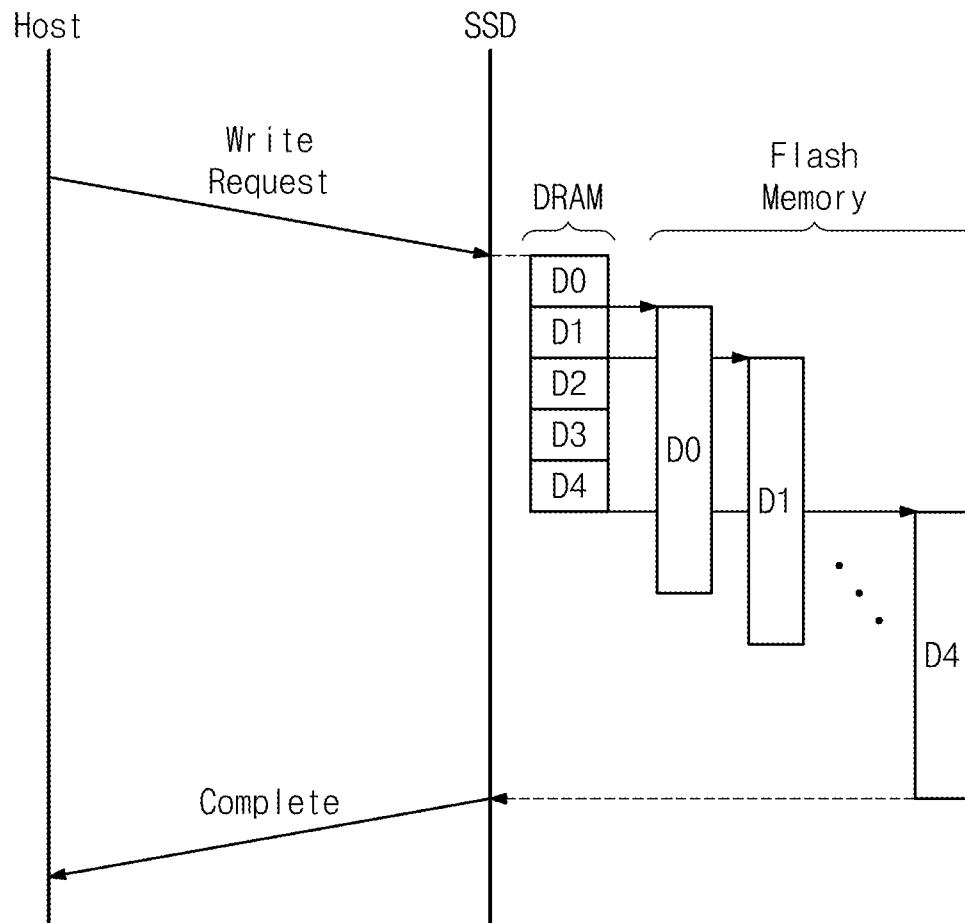 Host
SSD
Write
Request
Flash
Memory
DRAM
D0
D1
D2
D3
D4
D0
D1
D4
Complete